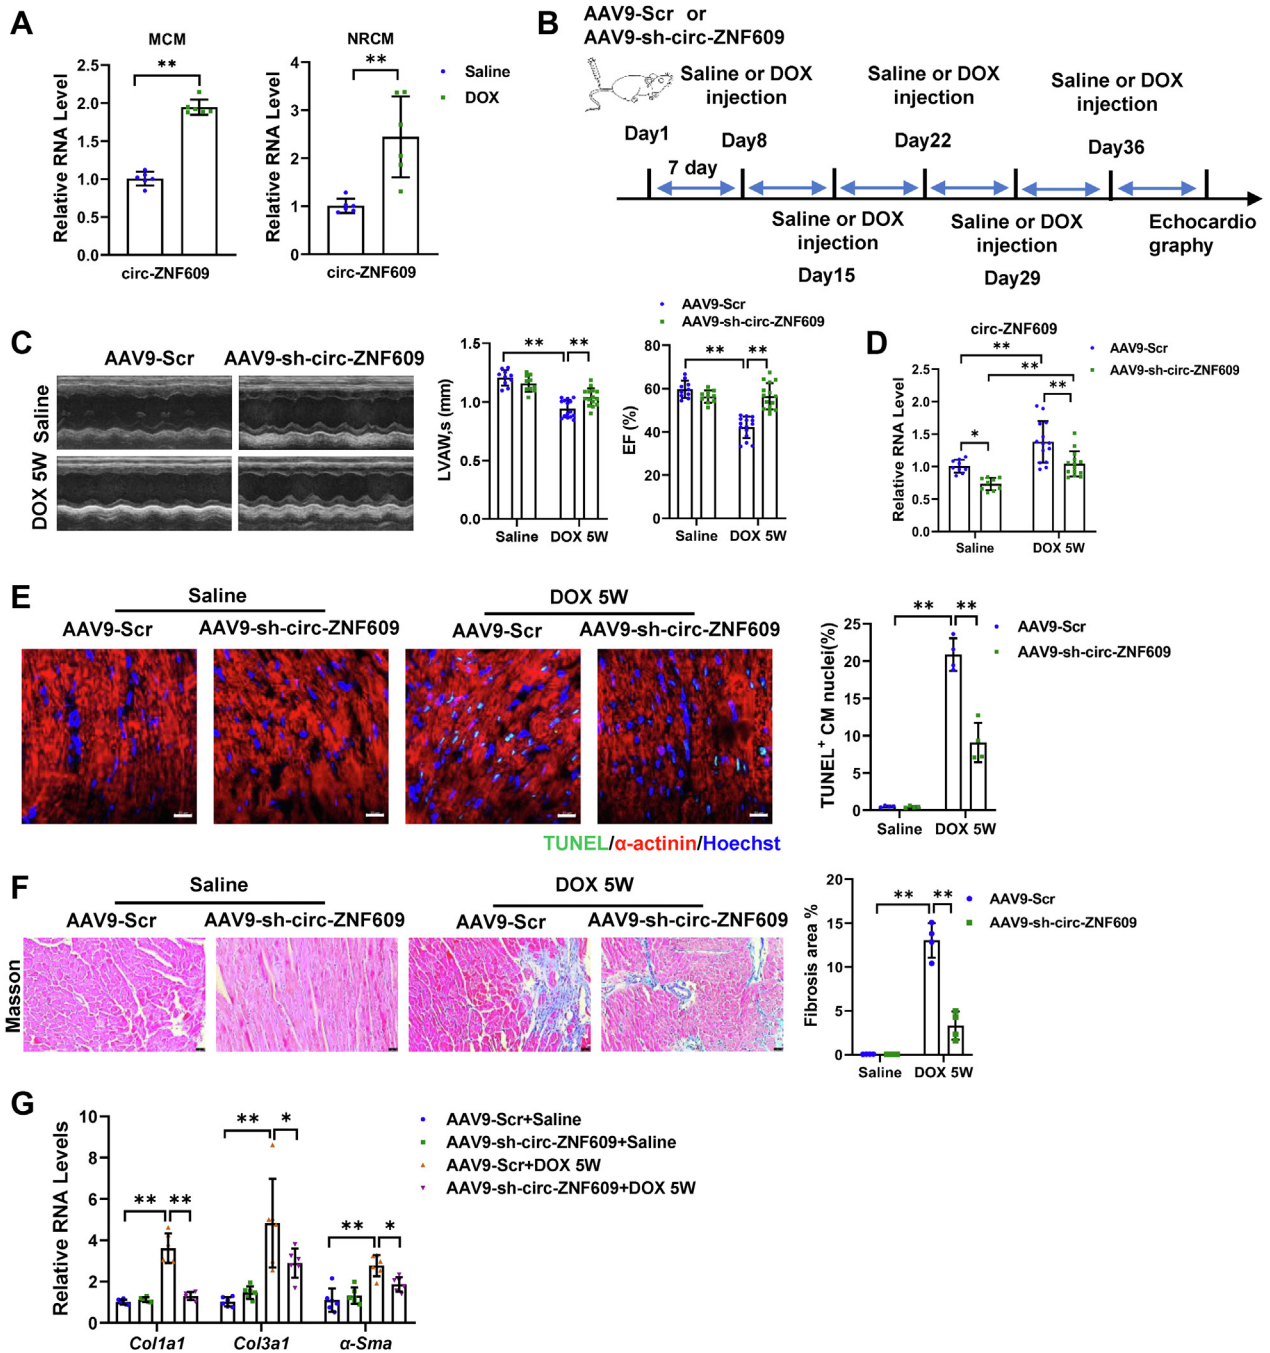 A
MCM
Relative RNA Level
2.5
2.0
1.5
1.0
0.5
0.0
**
circ-ZNF609
NRCM
Relative RNA Level
4
3
2
1
0
**
circ-ZNF609
Saline
DOX
B
AAV9-Scr or
AAV9-sh-circ-ZNF609
Saline or DOX
injection
Saline or DOX
injection
Saline or DOX
injection
Day1
Day8
Day22
Day36
7 day
Saline or DOX
injection
Day15
Saline or DOX
injection
Day29
Echocardio
graphy
C
AAV9-Scr
AAV9-sh-circ-ZNF609
Saline
DOX 5W
LVAW,s (mm)
1.5
1.0
0.5
0.0
**
**
Saline
DOX 5W
AAV9-Scr
AAV9-sh-circ-ZNF609
EF (%)
80
60
40
20
0
**
**
Saline
DOX 5W
D
circ-ZNF609
Relative RNA Level
2.5
2.0
1.5
1.0
0.5
0.0
**
**
**
*
Saline
DOX 5W
AAV9-Scr
AAV9-sh-circ-ZNF609
E
Saline
DOX 5W
AAV9-Scr
AAV9-sh-circ-ZNF609
AAV9-Scr
AAV9-sh-circ-ZNF609
TUNEL/α-actinin/Hoechst
TUNEL+ CM nuclei(%)
25
20
15
10
5
0
**
**
Saline
DOX 5W
AAV9-Scr
AAV9-sh-circ-ZNF609
F
Saline
DOX 5W
AAV9-Scr
AAV9-sh-circ-ZNF609
AAV9-Scr
AAV9-sh-circ-ZNF609
Masson
Fibrosis area %
20
15
10
5
0
**
**
Saline
DOX 5W
AAV9-Scr
AAV9-sh-circ-ZNF609
G
Relative RNA Levels
10
8
6
4
2
0
**
**
**
*
**
*
Col1a1
Col3a1
α-Sma
AAV9-Scr+Saline
AAV9-sh-circ-ZNF609+Saline
AAV9-Scr+DOX 5W
AAV9-sh-circ-ZNF609+DOX 5W